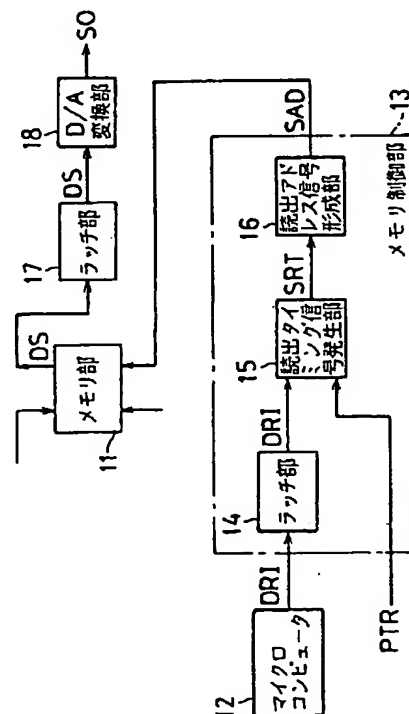 SO
18
D/A
変換部
DS
17
ラッチ部
DS
メモリ部
11
SAD
16
読出アド
レス信号
形成部
SRT
15
読出タイ
ミング信
号発生部
DRI
14
ラッチ部
DRI
12
マイクロ
コンピュータ
PTR
メモリ制御部
13